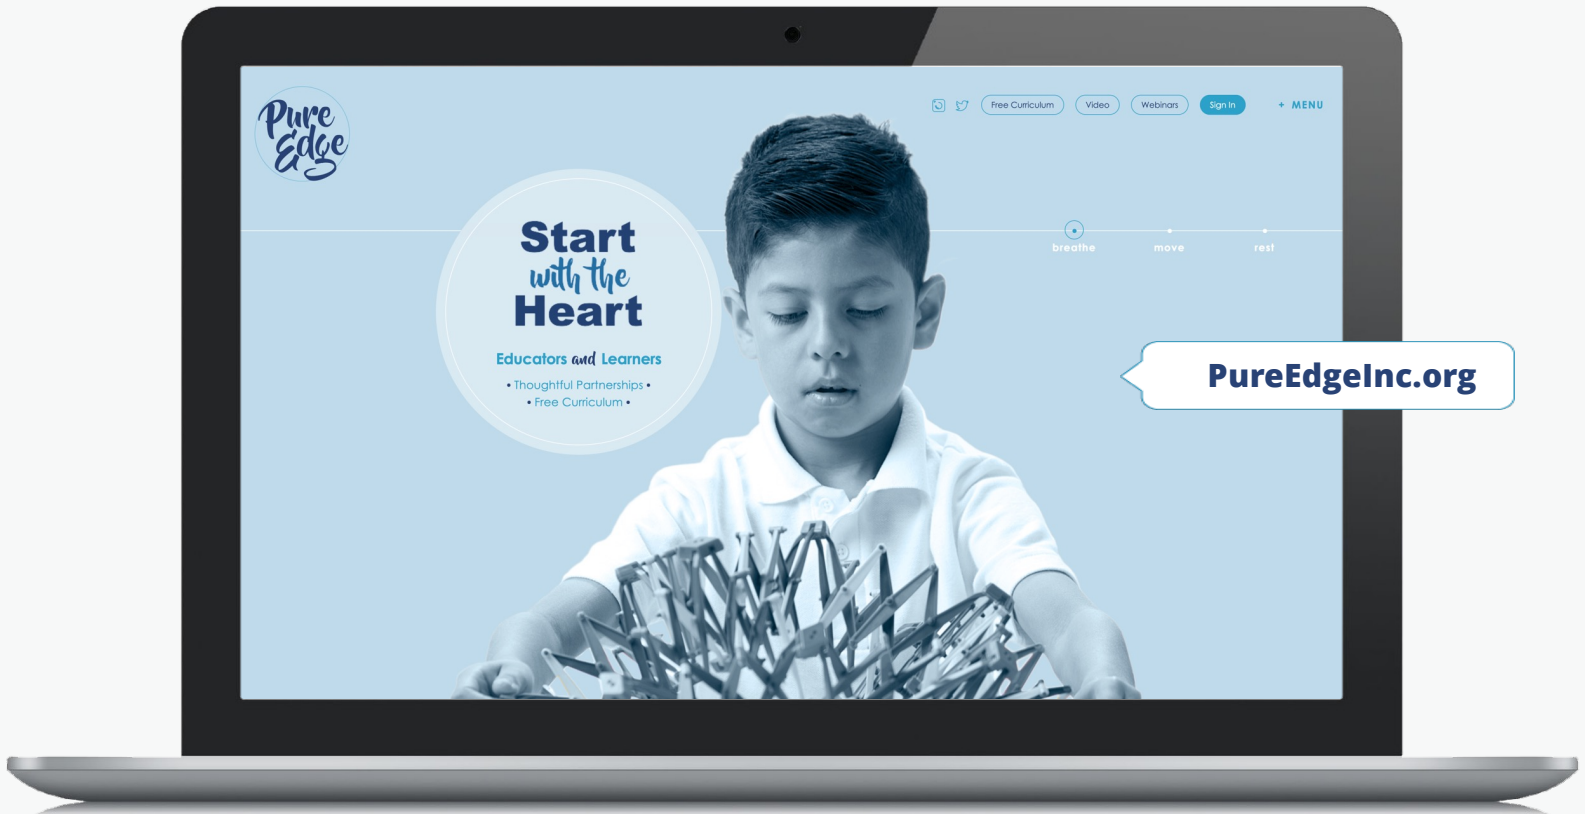 Pure
Edge
Free Curriculum
Video
Webinars
Sign In
+ MENU
Start
with the
Heart
Educators and Learners
• Thoughtful Partnerships •
• Free Curriculum •
breathe
move
rest
PureEdgeInc.org